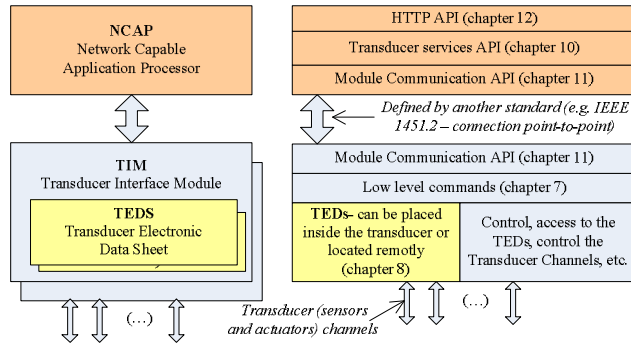 NCAP
Network Capable
Application Processor
HTTP API (chapter 12)
Transducer services API (chapter 10)
Module Communication API (chapter 11)
Defined by another standard (e.g. IEEE
1451.2 – connection point-to-point)
TIM
Transducer Interface Module
TEDS
Transducer Electronic
Data Sheet
Module Communication API (chapter 11)
Low level commands (chapter 7)
TEDs– can be placed
inside the transducer or
located remotly
(chapter 8)
Control, access to the
TEDs, control the
Transducer Channels, etc.
(…)
Transducer (sensors
and actuators) channels
(…)